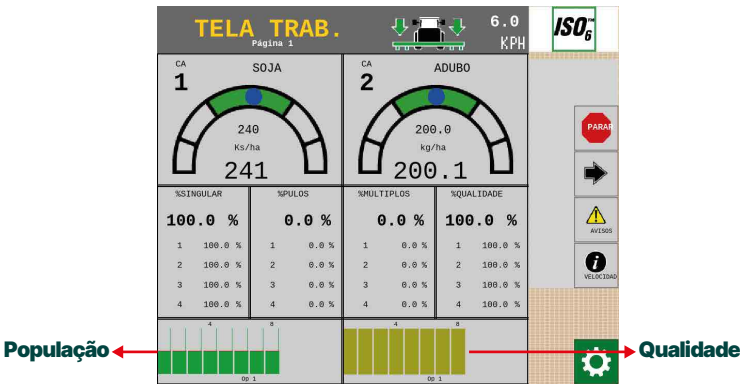 TELA TRAB.
Página 1
6.0
KPH
ISO™6
CA
1
SOJA
240
Ks/ha
241
CA
2
ADUBO
200.0
kg/ha
200.1
PARAR
AVISOS
i
VELOCIDAD
%SINGULAR %PULOS %MULTIPLOS %QUALIDADE
100.0 % 0.0 % 0.0 % 100.0 %
1 100.0 % 1 0.0 % 1 0.0 % 1 100.0 %
2 100.0 % 2 0.0 % 2 0.0 % 2 100.0 %
3 100.0 % 3 0.0 % 3 0.0 % 3 100.0 %
4 100.0 % 4 0.0 % 4 0.0 % 4 100.0 %
4 8 4 8
População
Qualidade
Op 1 Op 1